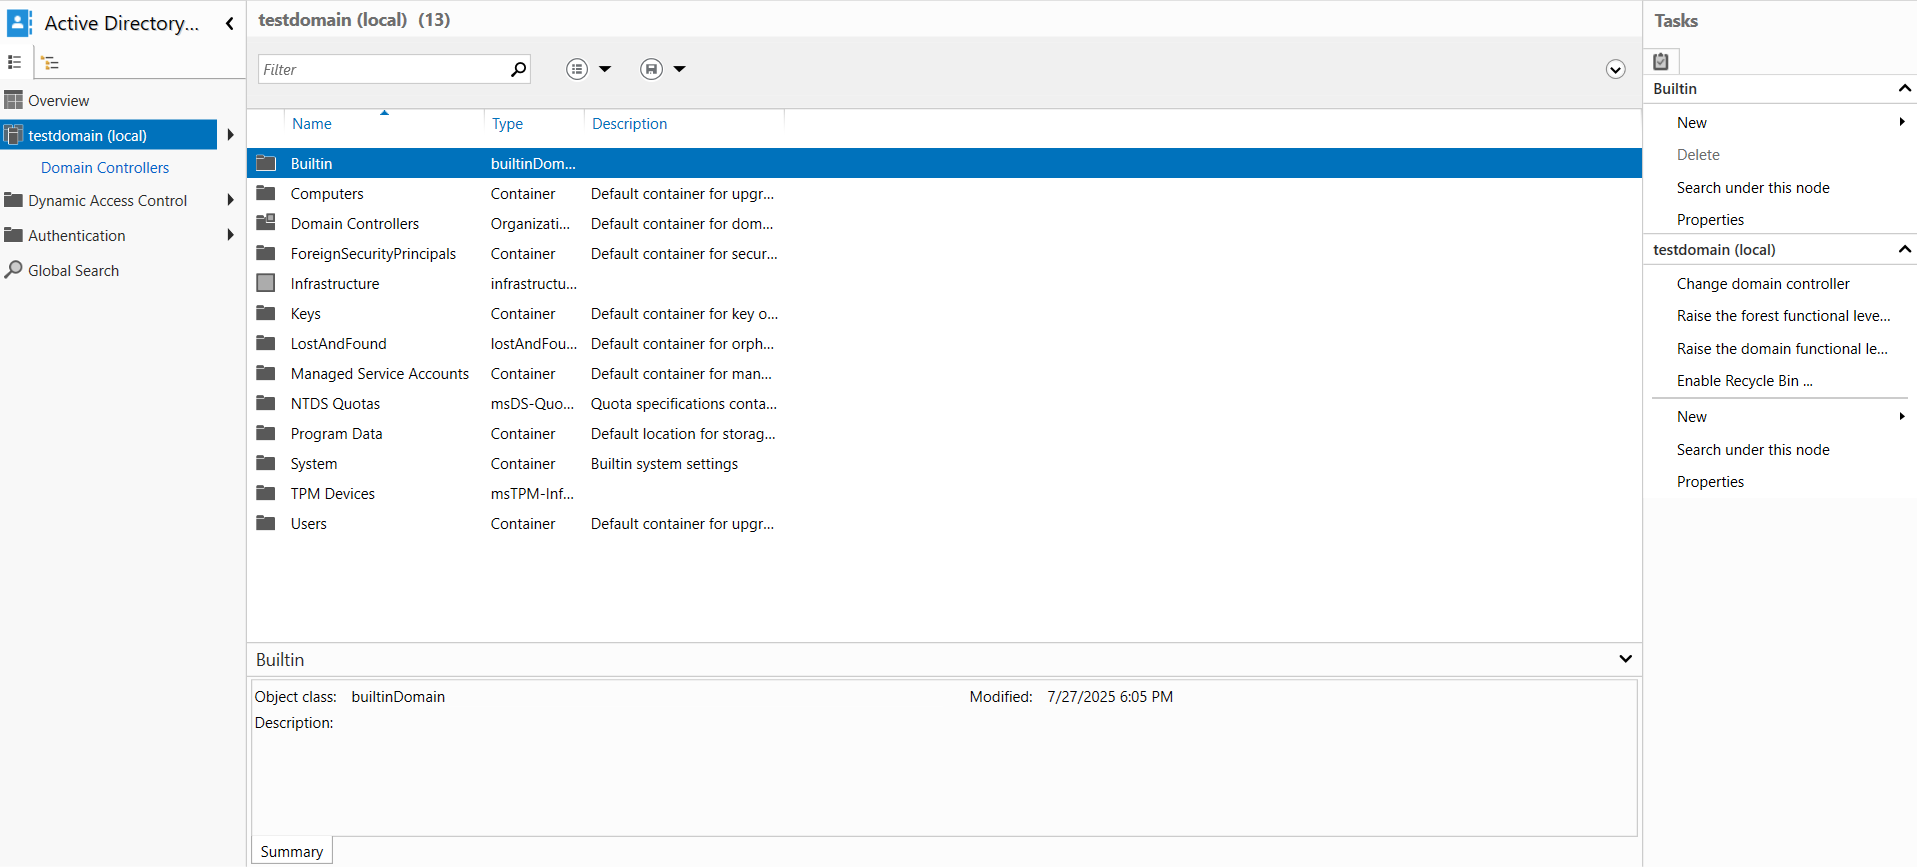 Active Directory...
Overview
testdomain (local)
Domain Controllers
Dynamic Access Control
Authentication
Global Search
testdomain (local) (13)
Filter
Name Type Description
Builtin builtinDom...
Computers Container Default container for upgr...
Domain Controllers Organizati... Default container for dom...
ForeignSecurityPrincipals Container Default container for secur...
Infrastructure infrastructu...
Keys Container Default container for key o...
LostAndFound lostAndFou... Default container for orph...
Managed Service Accounts Container Default container for man...
NTDS Quotas msDS-Quo... Quota specifications conta...
Program Data Container Default location for storag...
System Container Builtin system settings
TPM Devices msTPM-Inf...
Users Container Default container for upgr...
Builtin
Object class: builtinDomain Modified: 7/27/2025 6:05 PM
Description:
Summary
Tasks
Builtin
New
Delete
Search under this node
Properties
testdomain (local)
Change domain controller
Raise the forest functional leve...
Raise the domain functional le...
Enable Recycle Bin ...
New
Search under this node
Properties